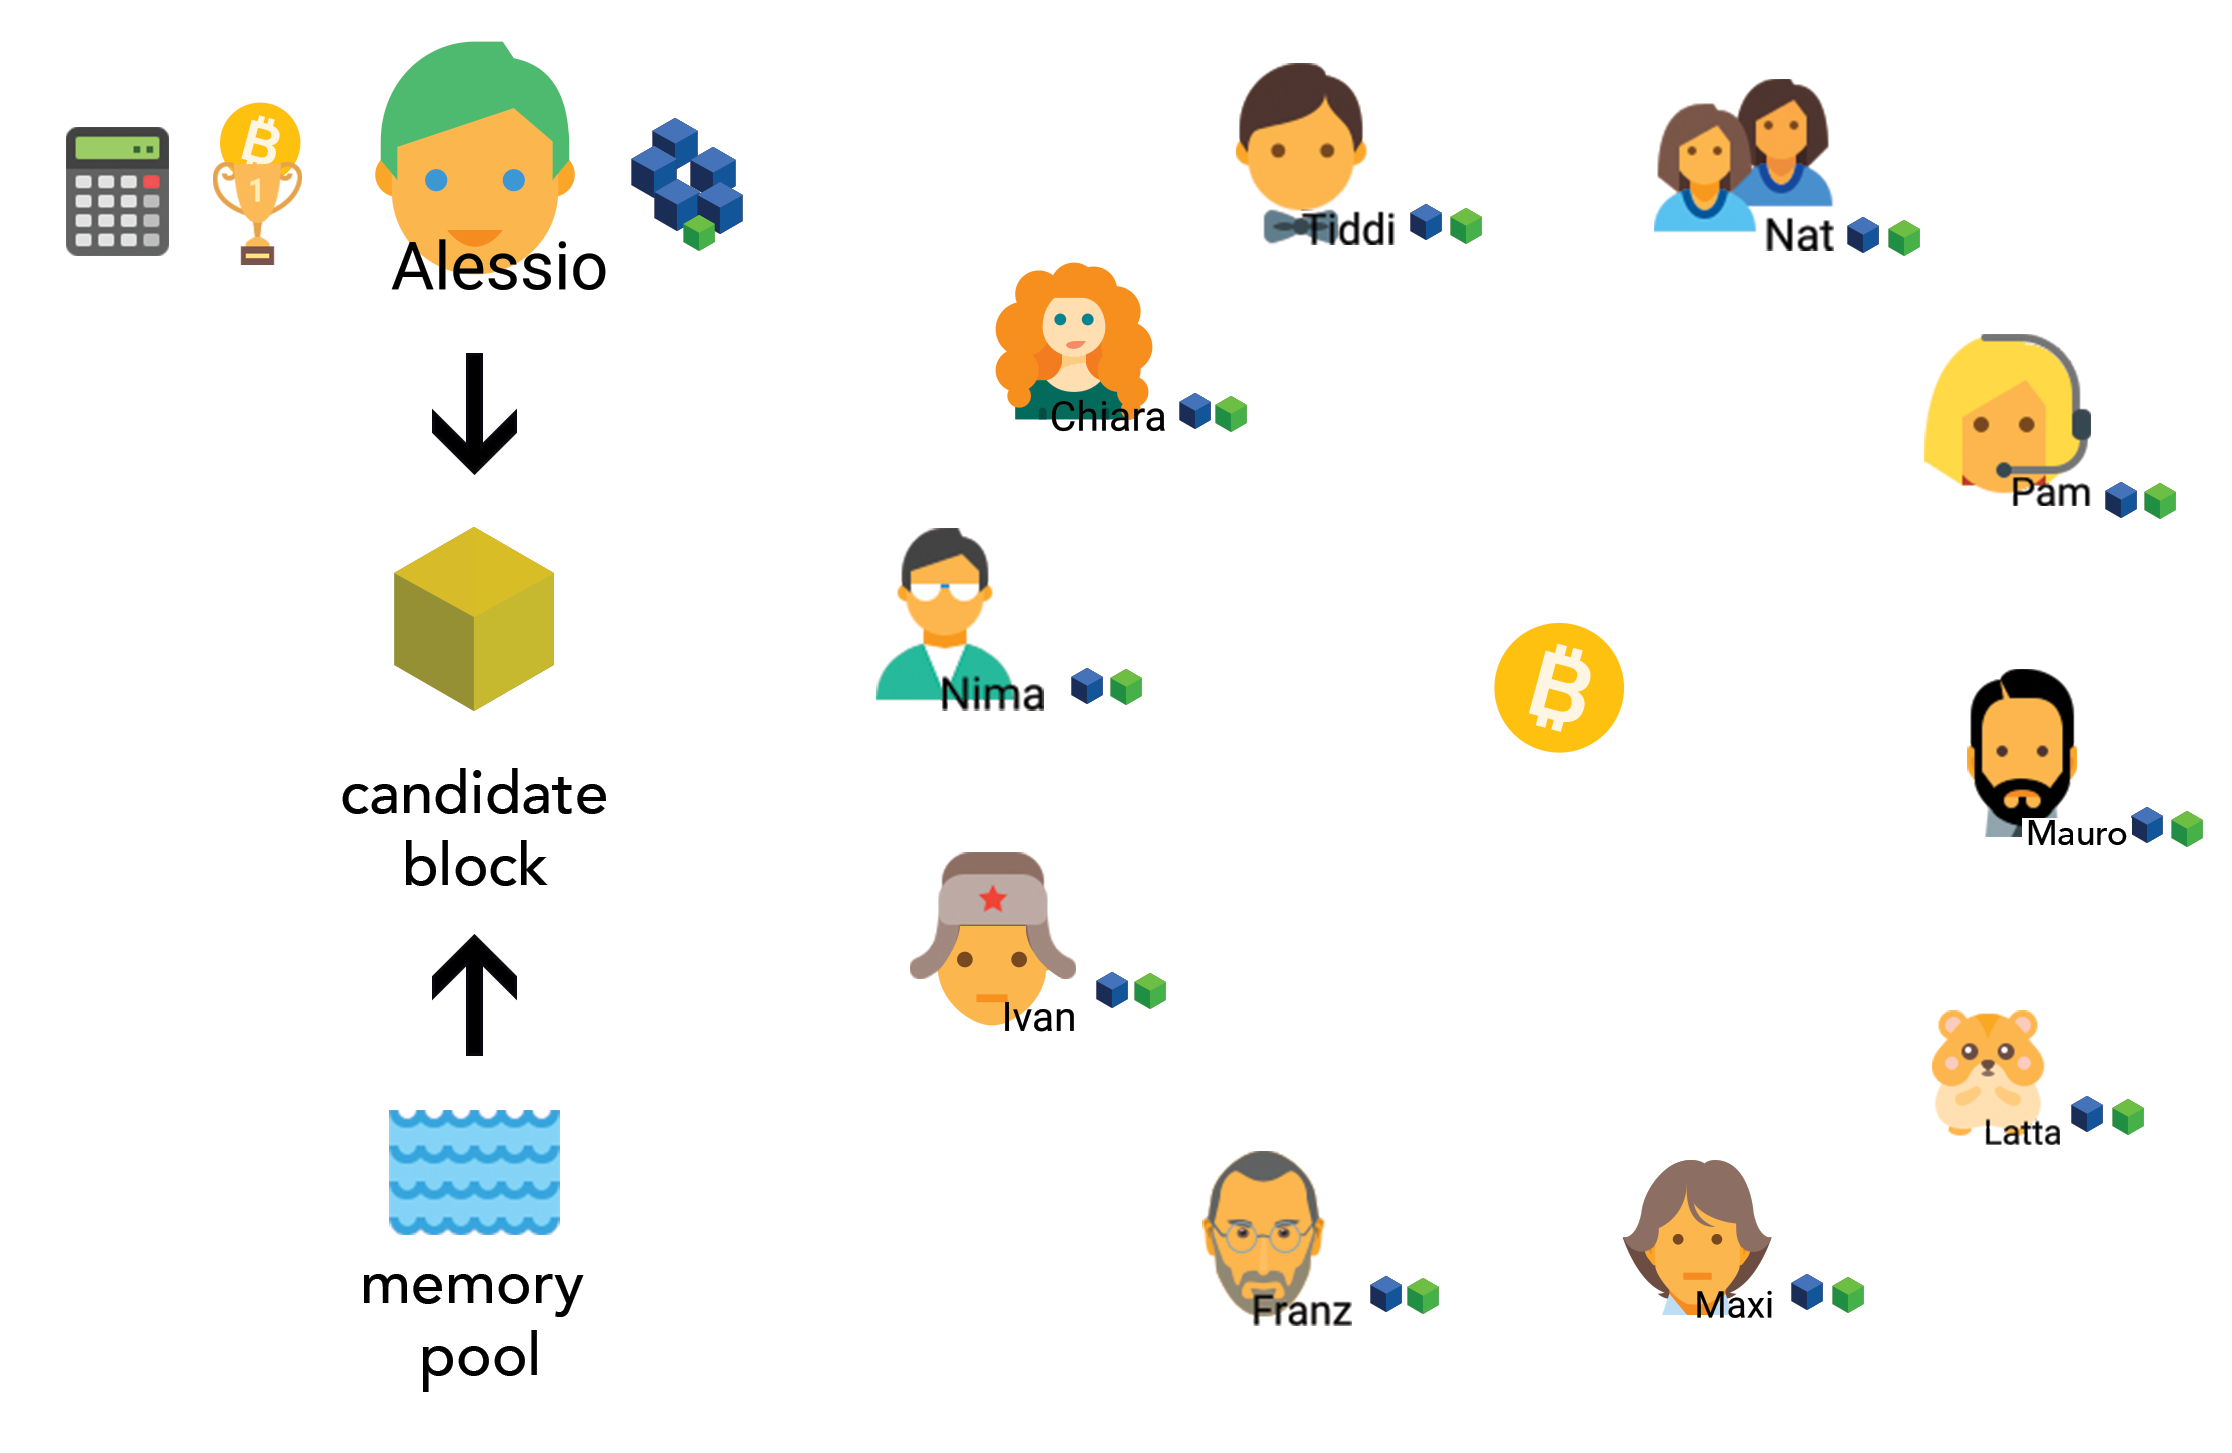 1
Alessio
candidate
block
memory
pool
Tiddi
Nat
Chiara
Pam
Nima
Mauro
Ivan
Latta
Franz
Maxi